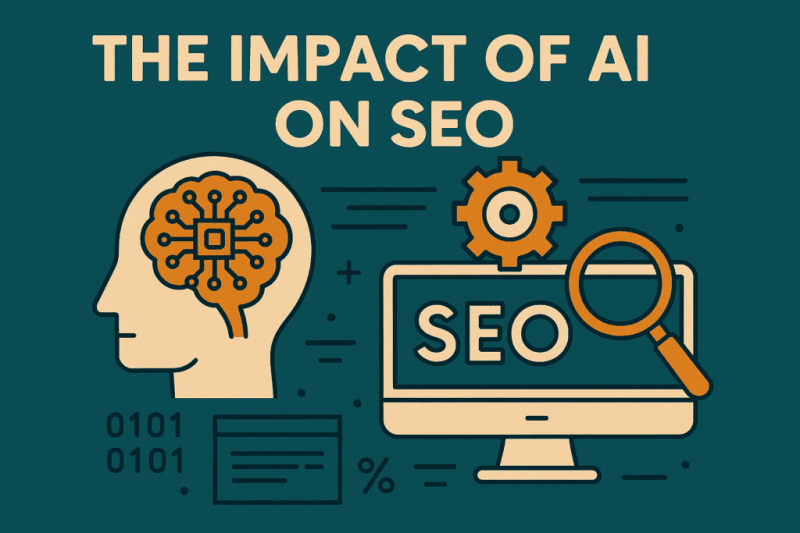 THE IMPACT OF AI
ON SEO
SEO
0101
0101
%